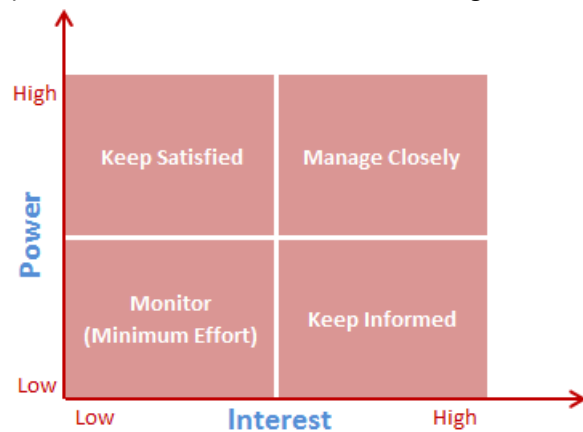 High
Keep Satisfied
Manage Closely
Power
Monitor
(Minimum Effort)
Keep Informed
Low
Low
Interest
High